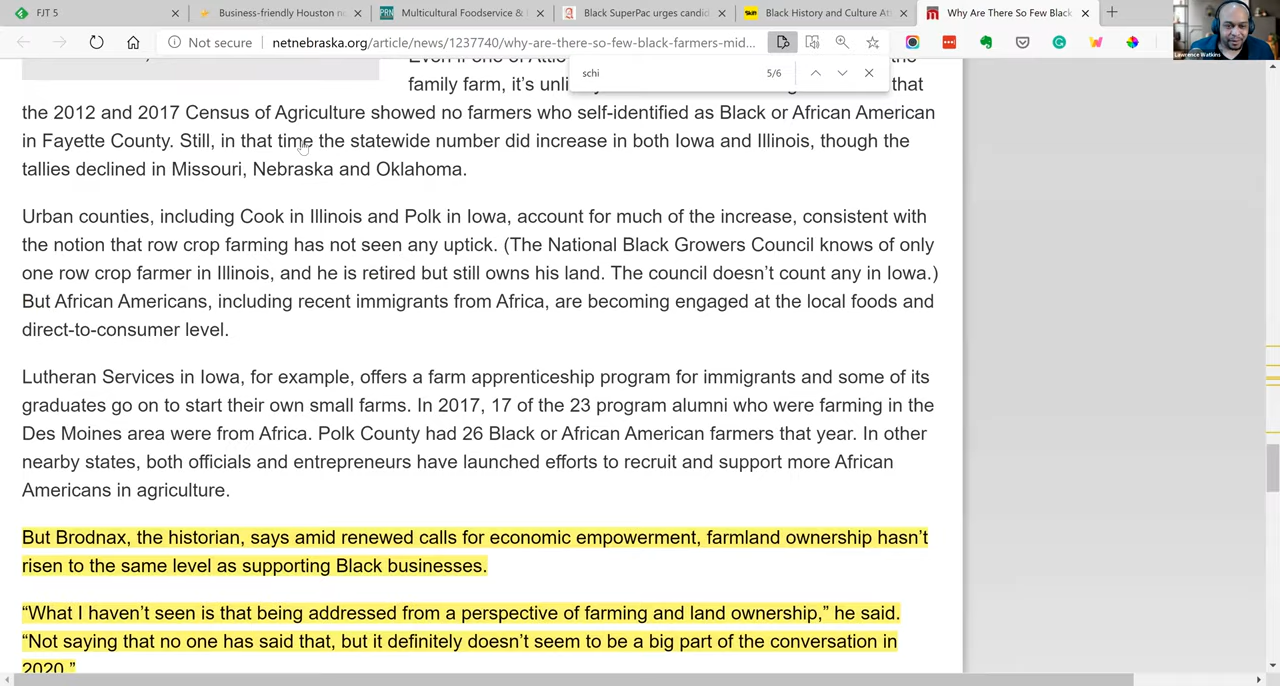 FJT 5
Business-friendly Houston n
Multicultural Foodservice &
Black SuperPac urges candid
Black History and Culture At
Why Are There So Few Black
Not secure
netnebraska.org/article/news/1237740/why-are-there-so-few-black-farmers-mid...
Lawrence Watkins
schi
5/6
family farm, it's unli
that
the 2012 and 2017 Census of Agriculture showed no farmers who self-identified as Black or African American
in Fayette County. Still, in that time the statewide number did increase in both Iowa and Illinois, though the
tallies declined in Missouri, Nebraska and Oklahoma.
Urban counties, including Cook in Illinois and Polk in Iowa, account for much of the increase, consistent with
the notion that row crop farming has not seen any uptick. (The National Black Growers Council knows of only
one row crop farmer in Illinois, and he is retired but still owns his land. The council doesn't count any in Iowa.)
But African Americans, including recent immigrants from Africa, are becoming engaged at the local foods and
direct-to-consumer level.
Lutheran Services in Iowa, for example, offers a farm apprenticeship program for immigrants and some of its
graduates go on to start their own small farms. In 2017, 17 of the 23 program alumni who were farming in the
Des Moines area were from Africa. Polk County had 26 Black or African American farmers that year. In other
nearby states, both officials and entrepreneurs have launched efforts to recruit and support more African
Americans in agriculture.
But Brodnax, the historian, says amid renewed calls for economic empowerment, farmland ownership hasn't
risen to the same level as supporting Black businesses.
“What I haven't seen is that being addressed from a perspective of farming and land ownership,” he said.
“Not saying that no one has said that, but it definitely doesn't seem to be a big part of the conversation in
2020.”